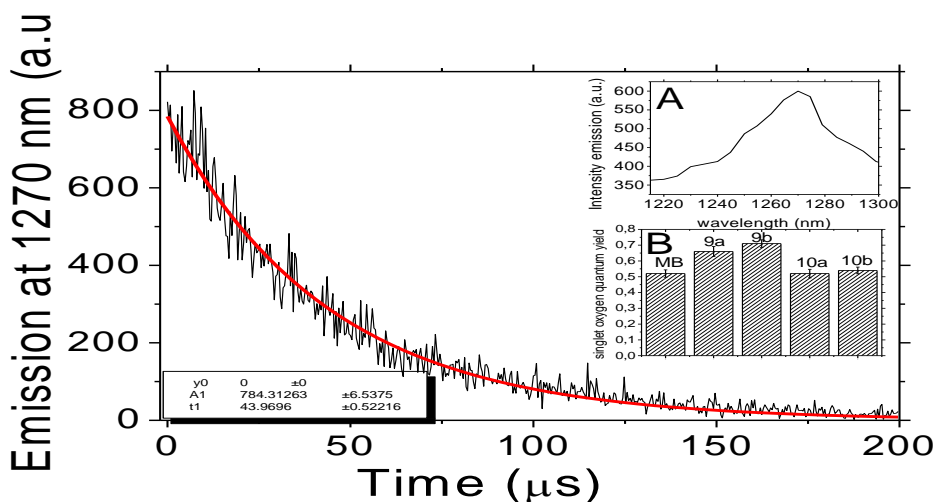 Emission at 1270 nm (a.u
800
600
400
200
0
0 50 100 150 200
Time (μs)
y0 0 ±0
A1 784.31263 ±6.5375
t1 43.9696 ±0.52216
A
Intensity emission (a.u.)
600
550
500
450
400
350
1220 1240 1260 1280 1300
wavelength (nm)
B
singlet oxygen quantum yield
0,8
0,7
0,6
0,5
0,4
0,3
0,2
0,1
0,0
MB 9a 9b 10a 10b